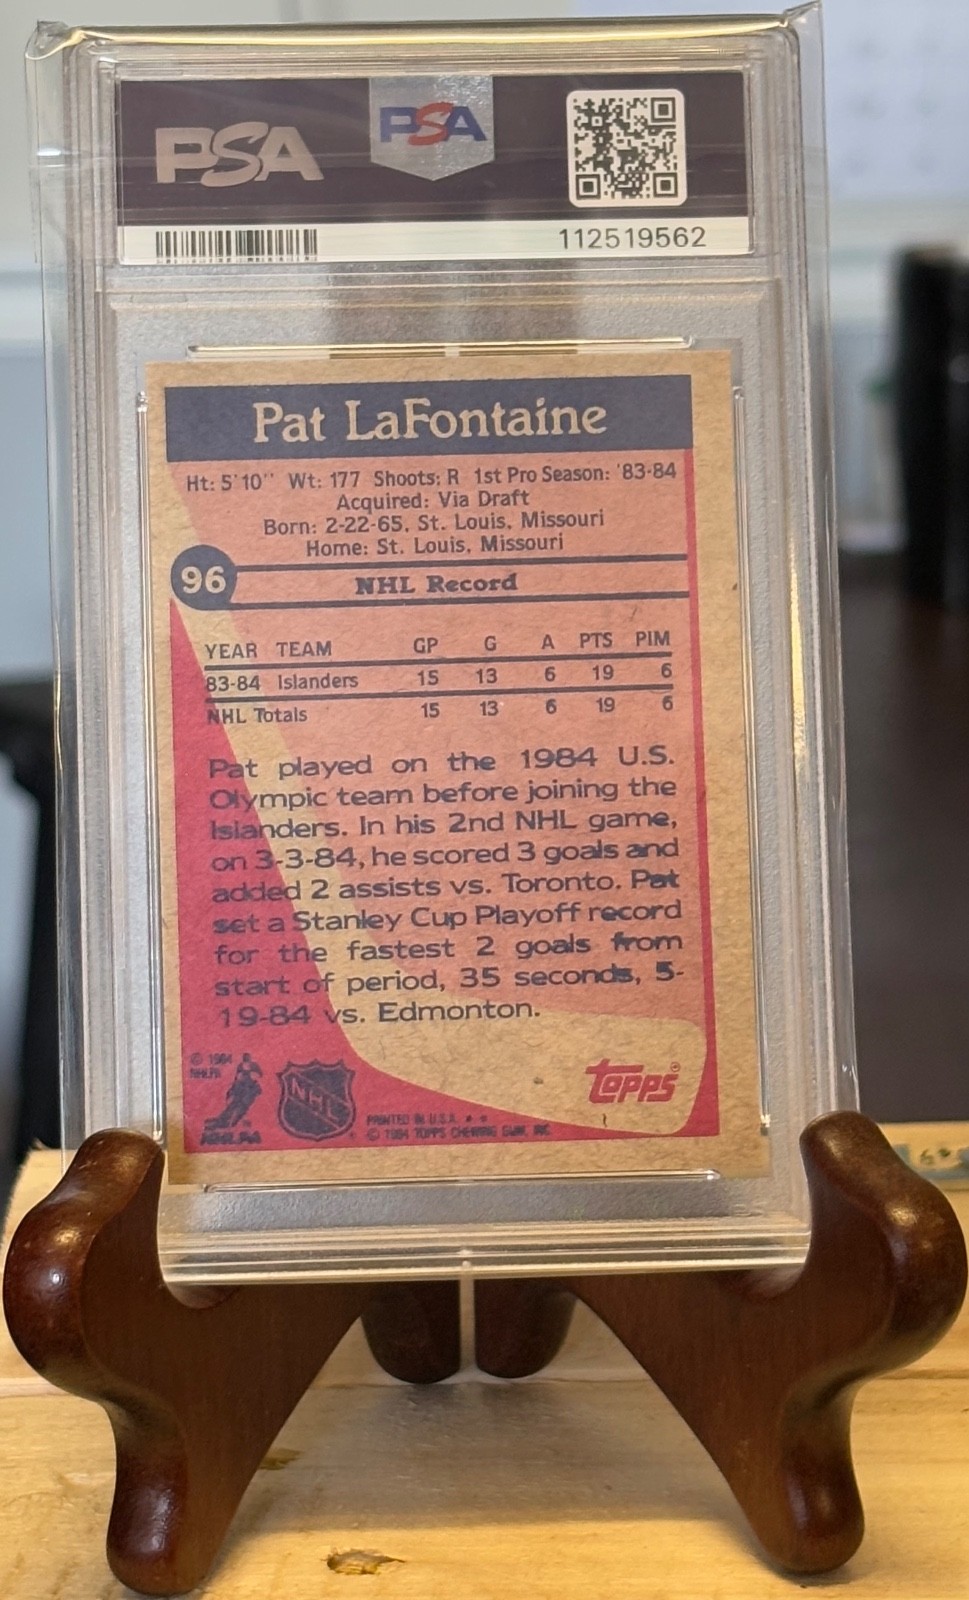 PSA PSA
112519562
Pat LaFontaine
Ht: 5'10'' Wt: 177 Shoots: R 1st Pro Season: '83-84
Acquired: Via Draft
Born: 2-22-65, St. Louis, Missouri
Home: St. Louis, Missouri
96 NHL Record
YEAR TEAM GP G A PTS PIM
83-84 Islanders 15 13 6 19 6
NHL Totals 15 13 6 19 6
Pat played on the 1984 U.S.
Olympic team before joining the
Islanders. In his 2nd NHL game,
on 3-3-84, he scored 3 goals and
added 2 assists vs. Toronto. Pat
set a Stanley Cup Playoff record
for the fastest 2 goals from
start of period, 35 seconds, 5-
19-84 vs. Edmonton.
© 1984
NHLPA
NHLPA
NHL
topps®
PRINTED IN U.S.A. * *
© 1984 TOPPS CHEWING GUM, INC.
6"